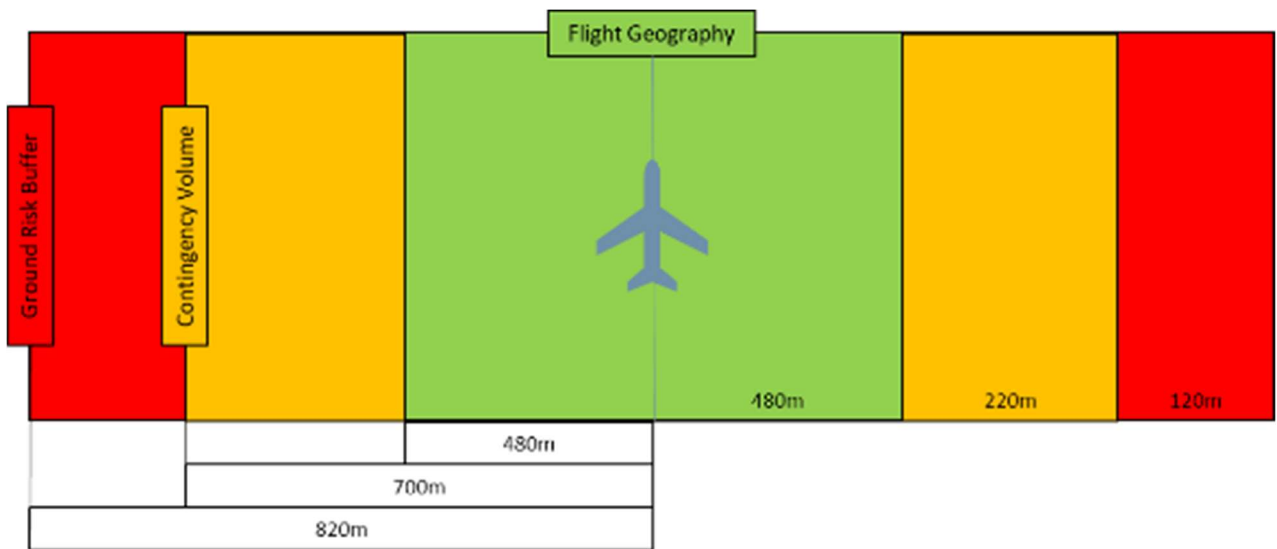 Flight Geography
Ground Risk Buffer
Contingency Volume
480m
220m
120m
480m
700m
820m